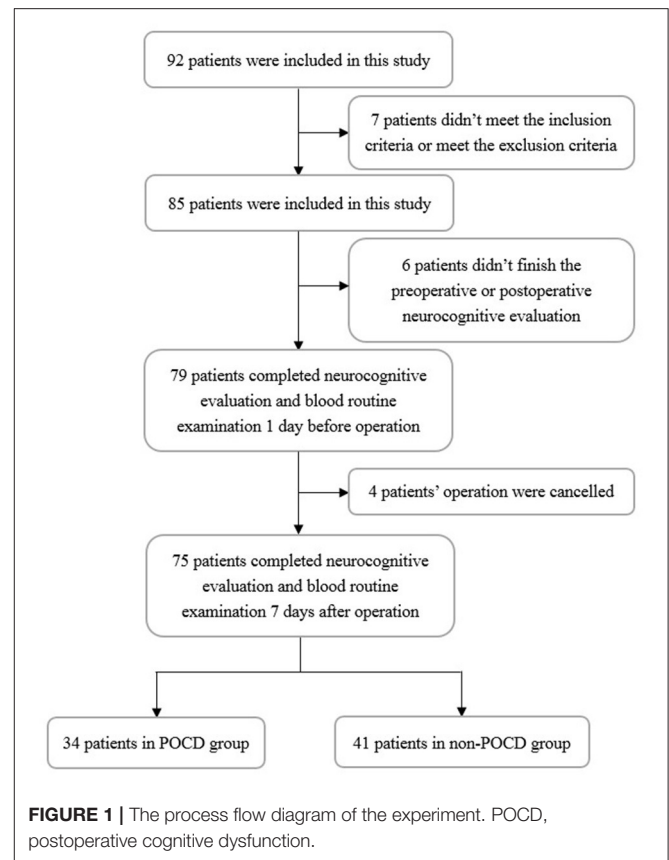 92 patients were included in this study
7 patients didn't meet the inclusion
criteria or meet the exclusion criteria
85 patients were included in this study
6 patients didn't finish the
preoperative or postoperative
neurocognitive evaluation
79 patients completed neurocognitive
evaluation and blood routine
examination 1 day before operation
4 patients' operation were cancelled
75 patients completed neurocognitive
evaluation and blood routine
examination 7 days after operation
34 patients in POCD group
41 patients in non-POCD group
FIGURE 1 | The process flow diagram of the experiment. POCD,
postoperative cognitive dysfunction.